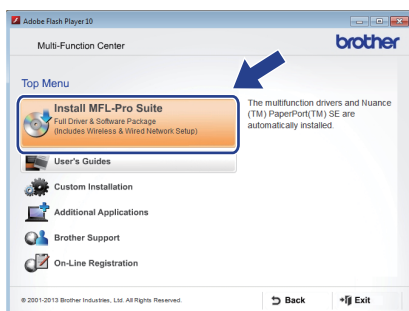 Adobe Flash Player 10
Multi-Function Center
brother
Top Menu
Install MFL-Pro Suite
Full Driver & Software Package
(Includes Wireless & Wired Network Setup)
The multifunction drivers and Nuance
(TM) PaperPort(TM) SE are
automatically installed.
User's Guides
Custom Installation
Additional Applications
Brother Support
On-Line Registration
© 2001-2013 Brother Industries, Ltd. All Rights Reserved.
Back
Exit